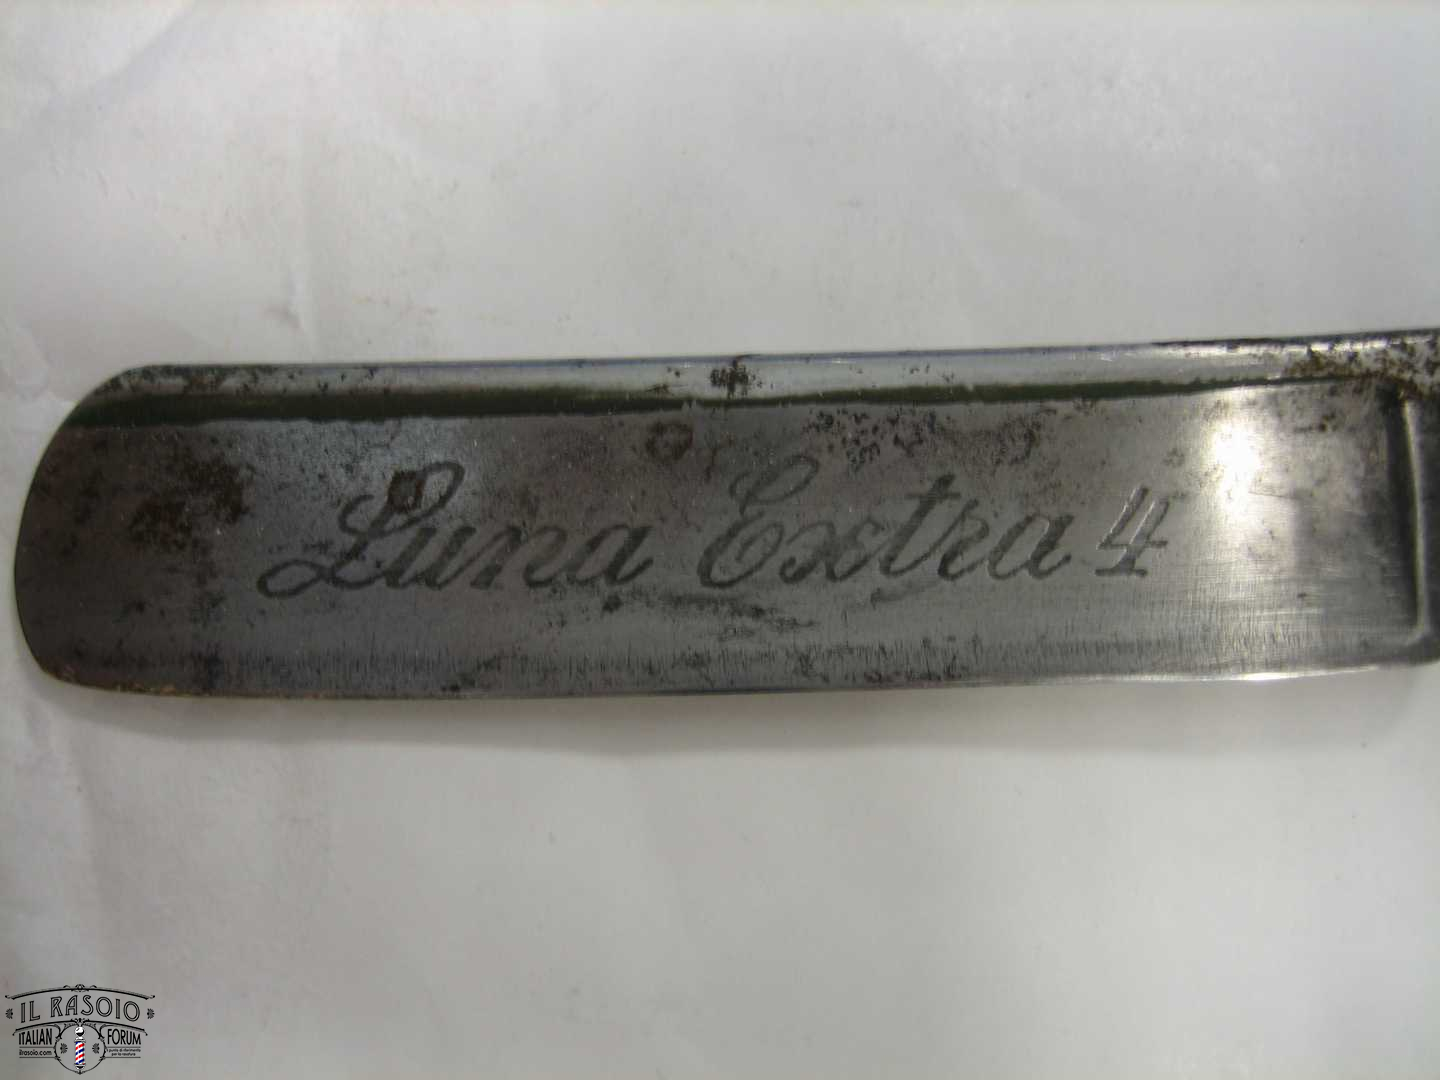 Luna Extra 4
IL RASOIO
ITALIAN FORUM
ilrasoio.com